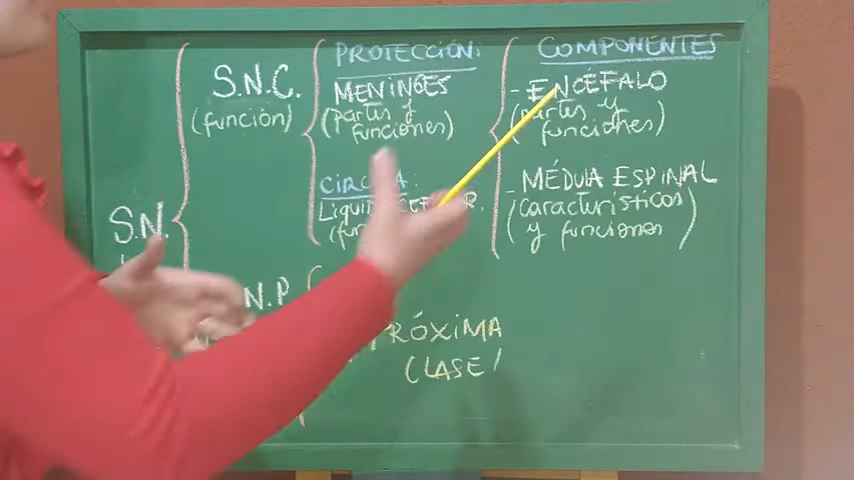 S.N.
S.N.C.
(función)
PROTECCIÓN:
MENINGES
(partes y
funciones)
COMPONENTES
- ENCÉFALO
(partes y
funciones)
- MÉDULA ESPINAL
(características
y funciones)
N.P
PRÓXIMA
CLASE!